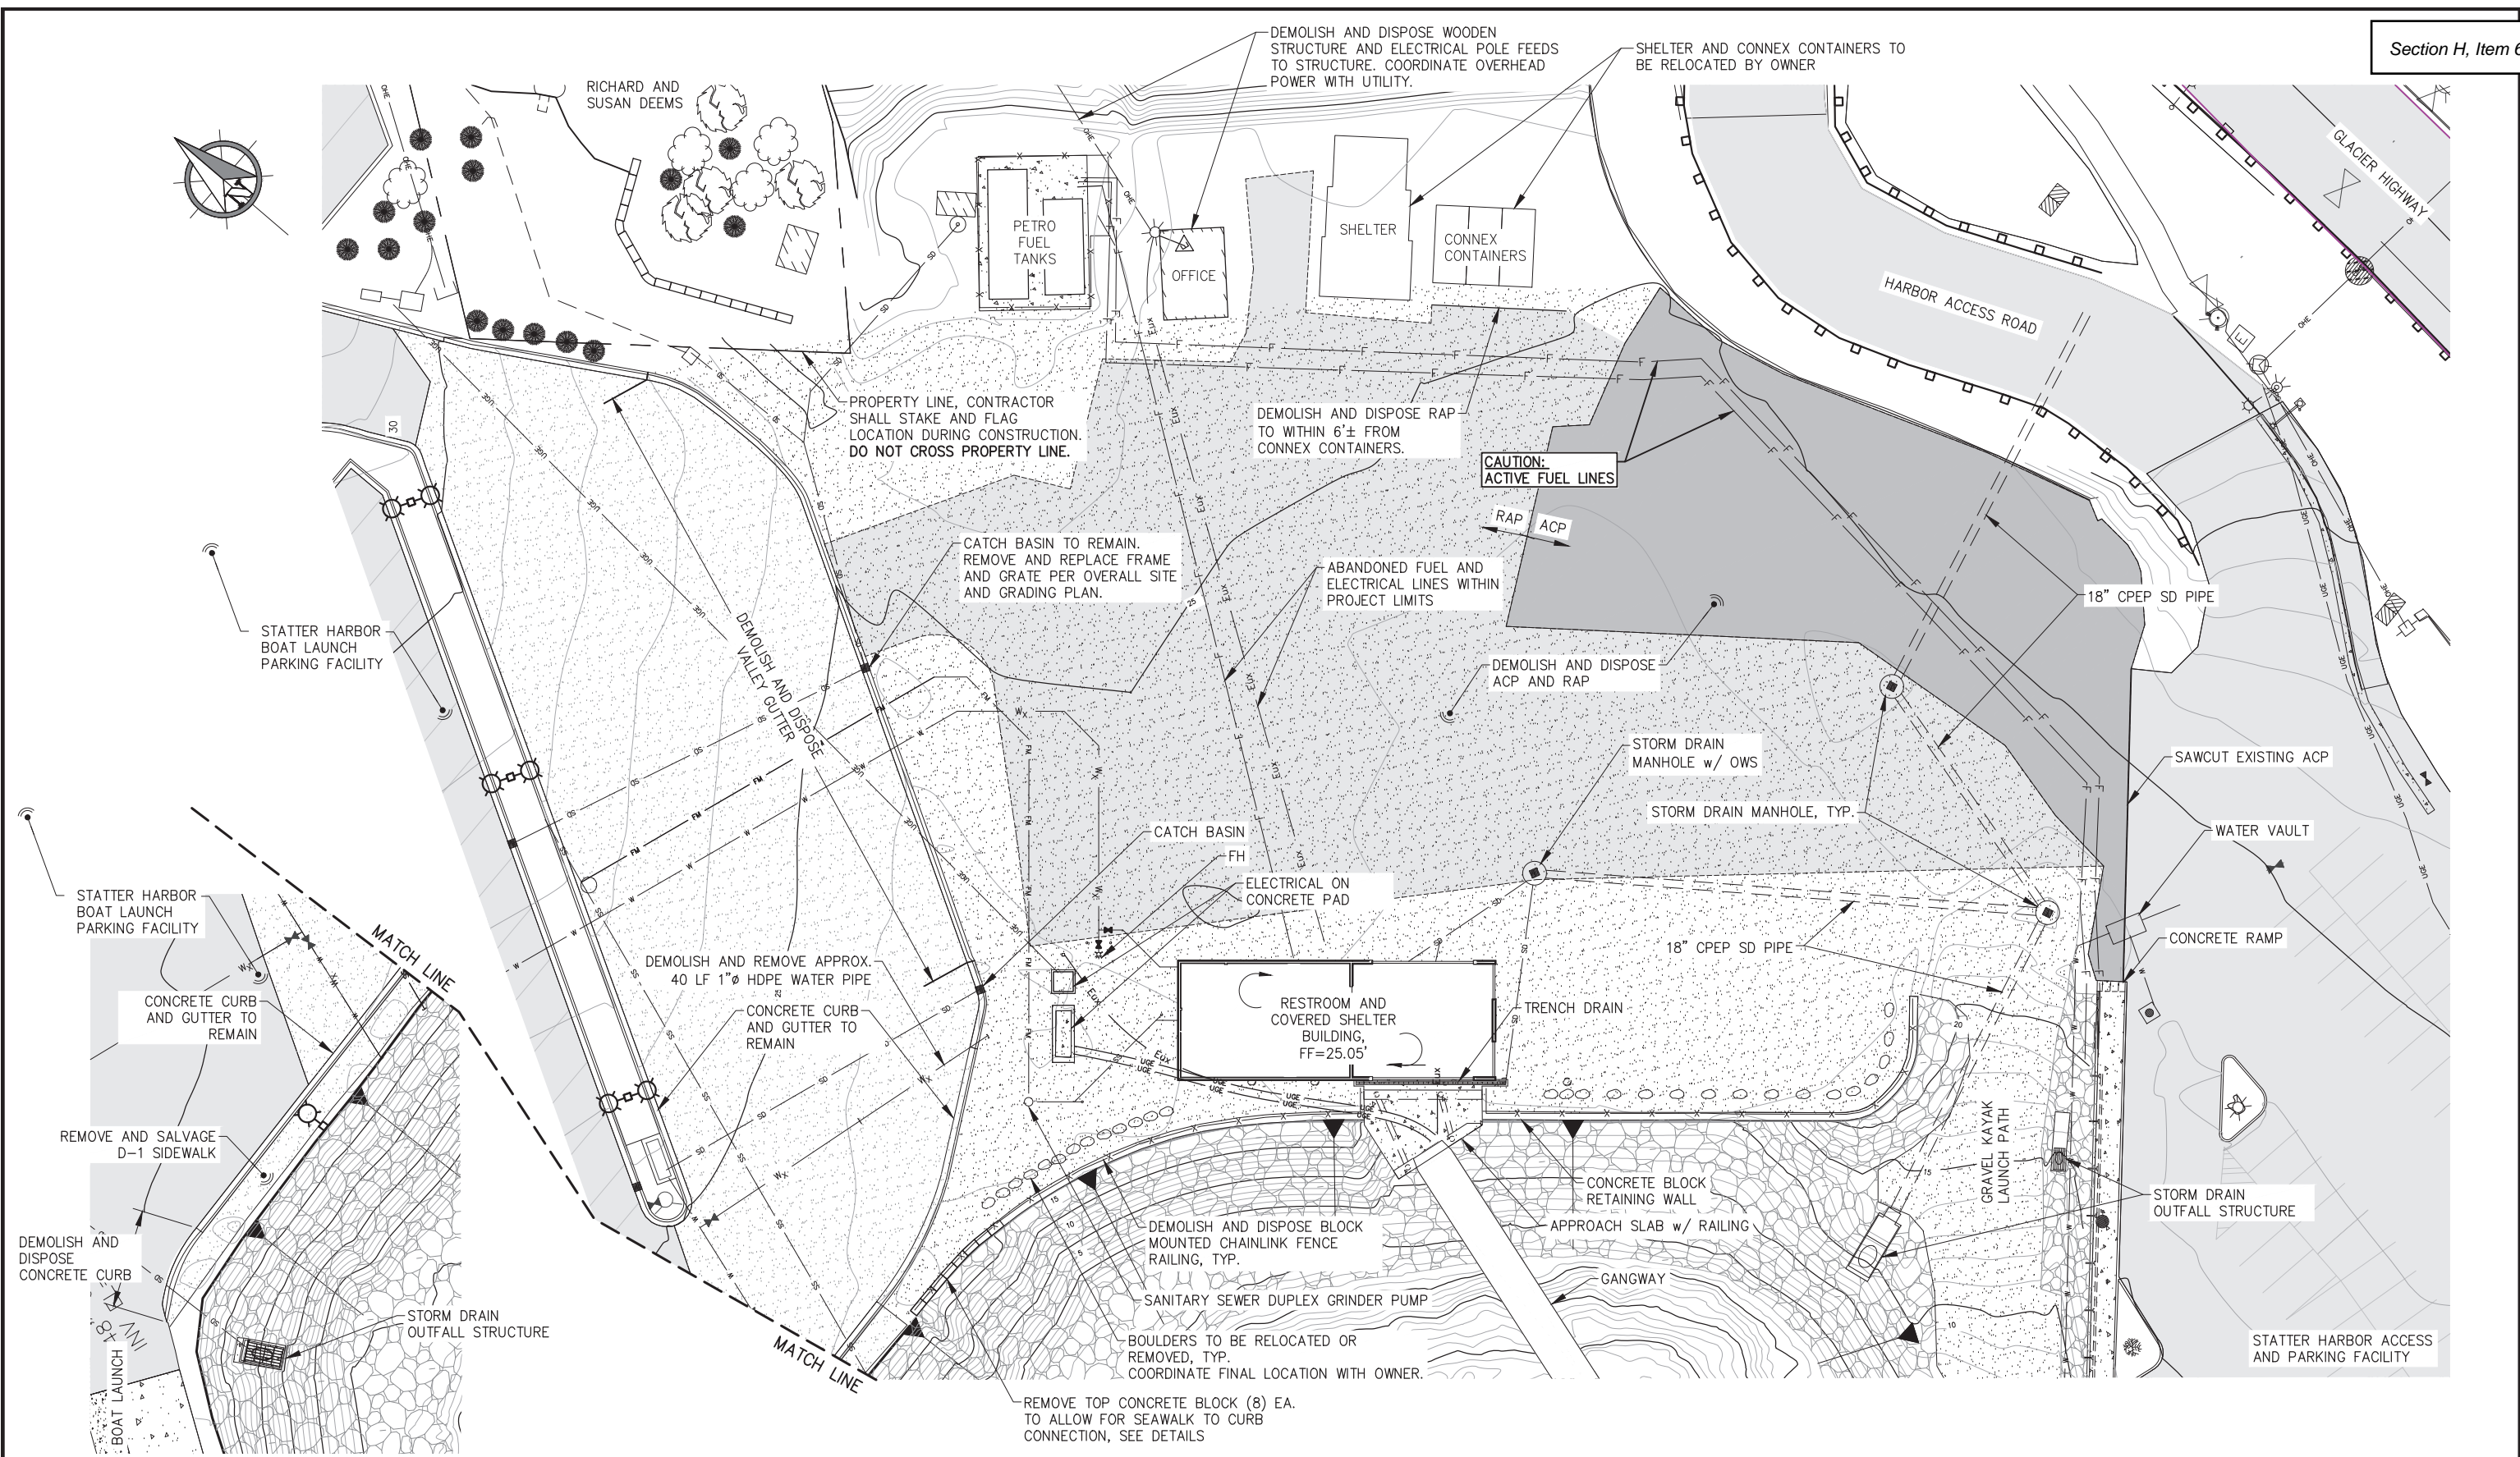 Section H, Item 6
DEMOLISH AND DISPOSE WOODEN
STRUCTURE AND ELECTRICAL POLE FEEDS
TO STRUCTURE. COORDINATE OVERHEAD
POWER WITH UTILITY.
SHELTER AND CONNEX CONTAINERS TO
BE RELOCATED BY OWNER
RICHARD AND
SUSAN DEEMS
GLACIER HIGHWAY
PETRO
FUEL
TANKS
OFFICE
SHELTER
CONNEX
CONTAINERS
HARBOR ACCESS ROAD
PROPERTY LINE, CONTRACTOR
SHALL STAKE AND FLAG
LOCATION DURING CONSTRUCTION.
DO NOT CROSS PROPERTY LINE.
DEMOLISH AND DISPOSE RAP
TO WITHIN 6'± FROM
CONNEX CONTAINERS.
CAUTION:
ACTIVE FUEL LINES
RAP ACP
30
CATCH BASIN TO REMAIN.
REMOVE AND REPLACE FRAME
AND GRATE PER OVERALL SITE
AND GRADING PLAN.
ABANDONED FUEL AND
ELECTRICAL LINES WITHIN
PROJECT LIMITS
18" CPEP SD PIPE
STATTER HARBOR
BOAT LAUNCH
PARKING FACILITY
DEMOLISH AND DISPOSE
VALLEY GUTTER
DEMOLISH AND DISPOSE
ACP AND RAP
25
STORM DRAIN
MANHOLE w/ OWS
SAWCUT EXISTING ACP
STORM DRAIN MANHOLE, TYP.
WATER VAULT
CATCH BASIN
FH
ELECTRICAL ON
CONCRETE PAD
STATTER HARBOR
BOAT LAUNCH
PARKING FACILITY
MATCH LINE
18" CPEP SD PIPE
CONCRETE RAMP
DEMOLISH AND REMOVE APPROX.
40 LF 1"ø HDPE WATER PIPE
25
CONCRETE CURB
AND GUTTER TO
REMAIN
CONCRETE CURB
AND GUTTER TO
REMAIN
RESTROOM AND
COVERED SHELTER
BUILDING,
FF=25.05'
TRENCH DRAIN
20
REMOVE AND SALVAGE
D-1 SIDEWALK
GRAVEL KAYAK
LAUNCH PATH
15
CONCRETE BLOCK
RETAINING WALL
STORM DRAIN
OUTFALL STRUCTURE
15
10
5
DEMOLISH AND DISPOSE BLOCK
MOUNTED CHAINLINK FENCE
RAILING, TYP.
APPROACH SLAB w/ RAILING
DEMOLISH AND
DISPOSE
CONCRETE CURB
GANGWAY
SANITARY SEWER DUPLEX GRINDER PUMP
STORM DRAIN
OUTFALL STRUCTURE
10
BOULDERS TO BE RELOCATED OR
REMOVED, TYP.
COORDINATE FINAL LOCATION WITH OWNER.
STATTER HARBOR ACCESS
AND PARKING FACILITY
MATCH LINE
BOAT LAUNCH
REMOVE TOP CONCRETE BLOCK (8) EA.
TO ALLOW FOR SEAWALK TO CURB
CONNECTION, SEE DETAILS